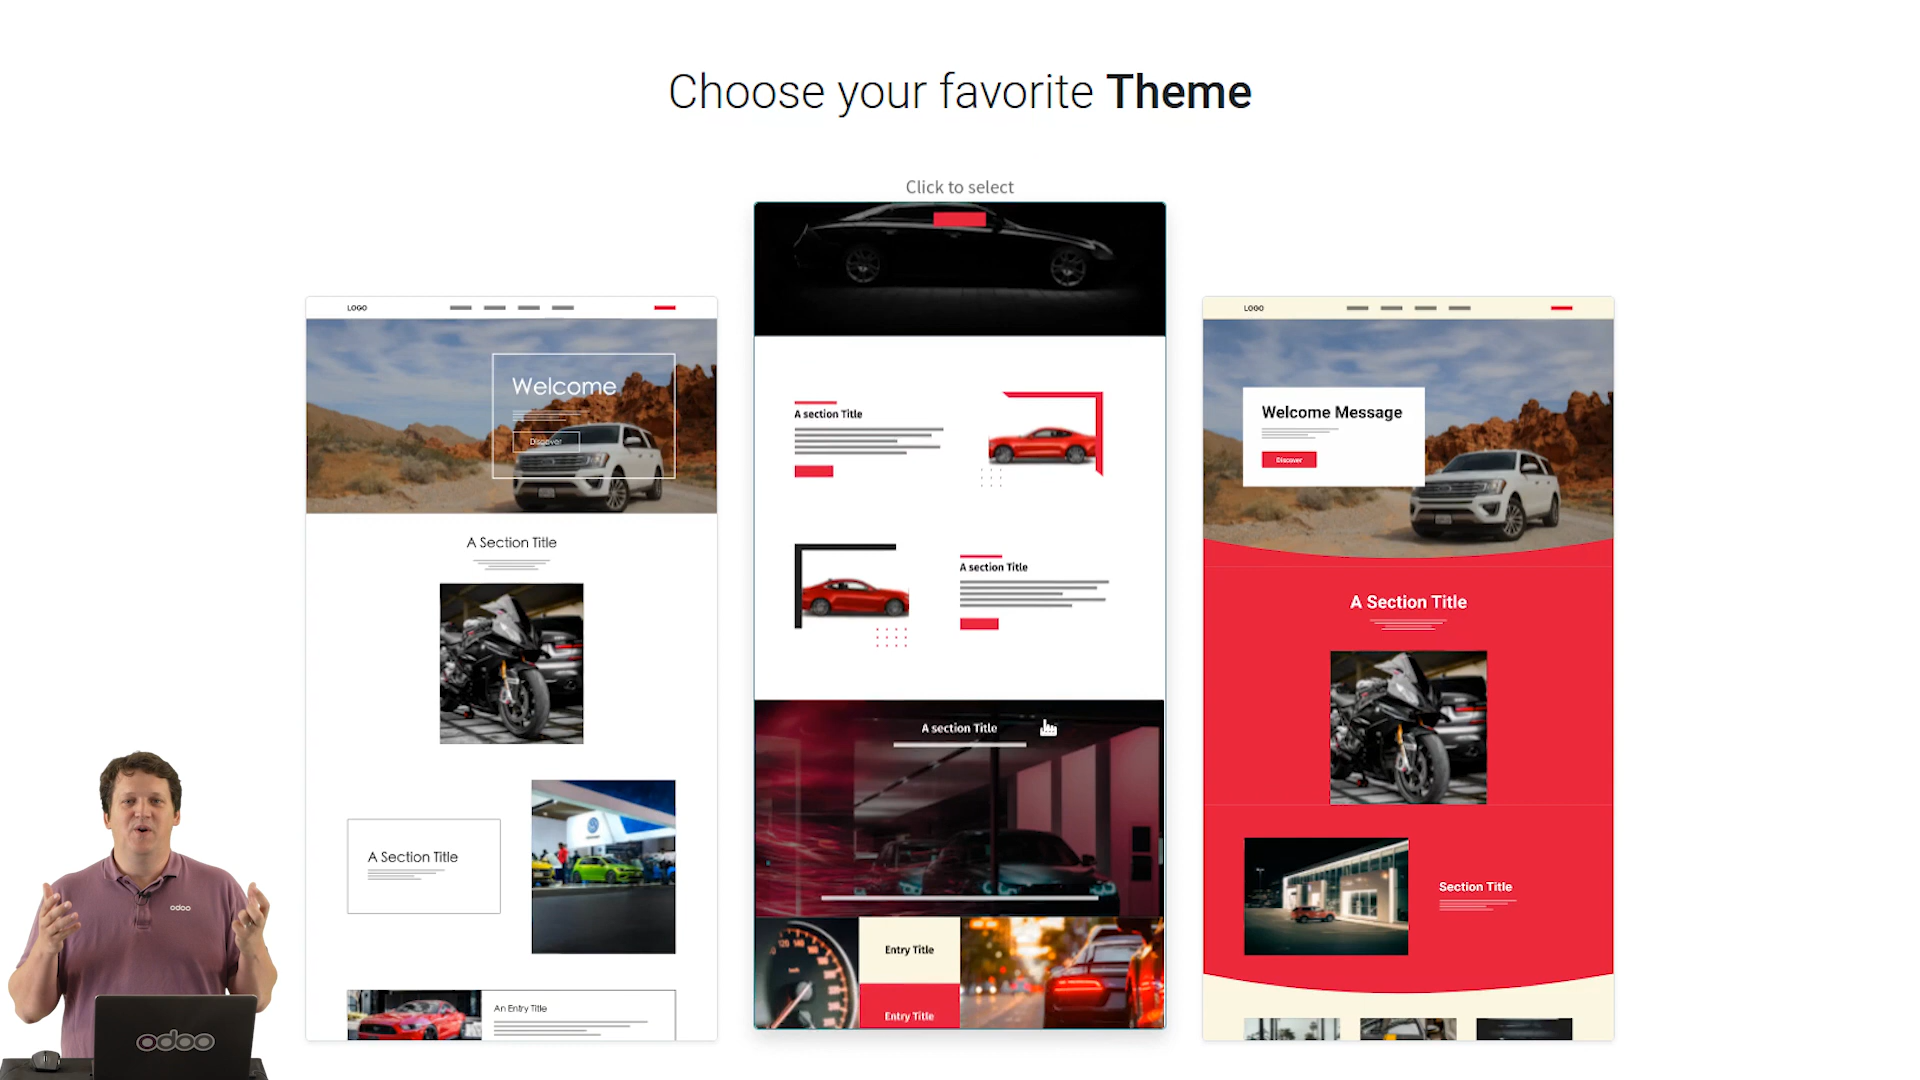 Choose your favorite Theme
Click to select
LOGO
Welcome
Discover
A Section Title
A Section Title
An Entry Title
A section Title
A section Title
A section Title
Entry Title
Entry Title
LOGO
Welcome Message
Discover
A Section Title
Section Title
odoo
odoo